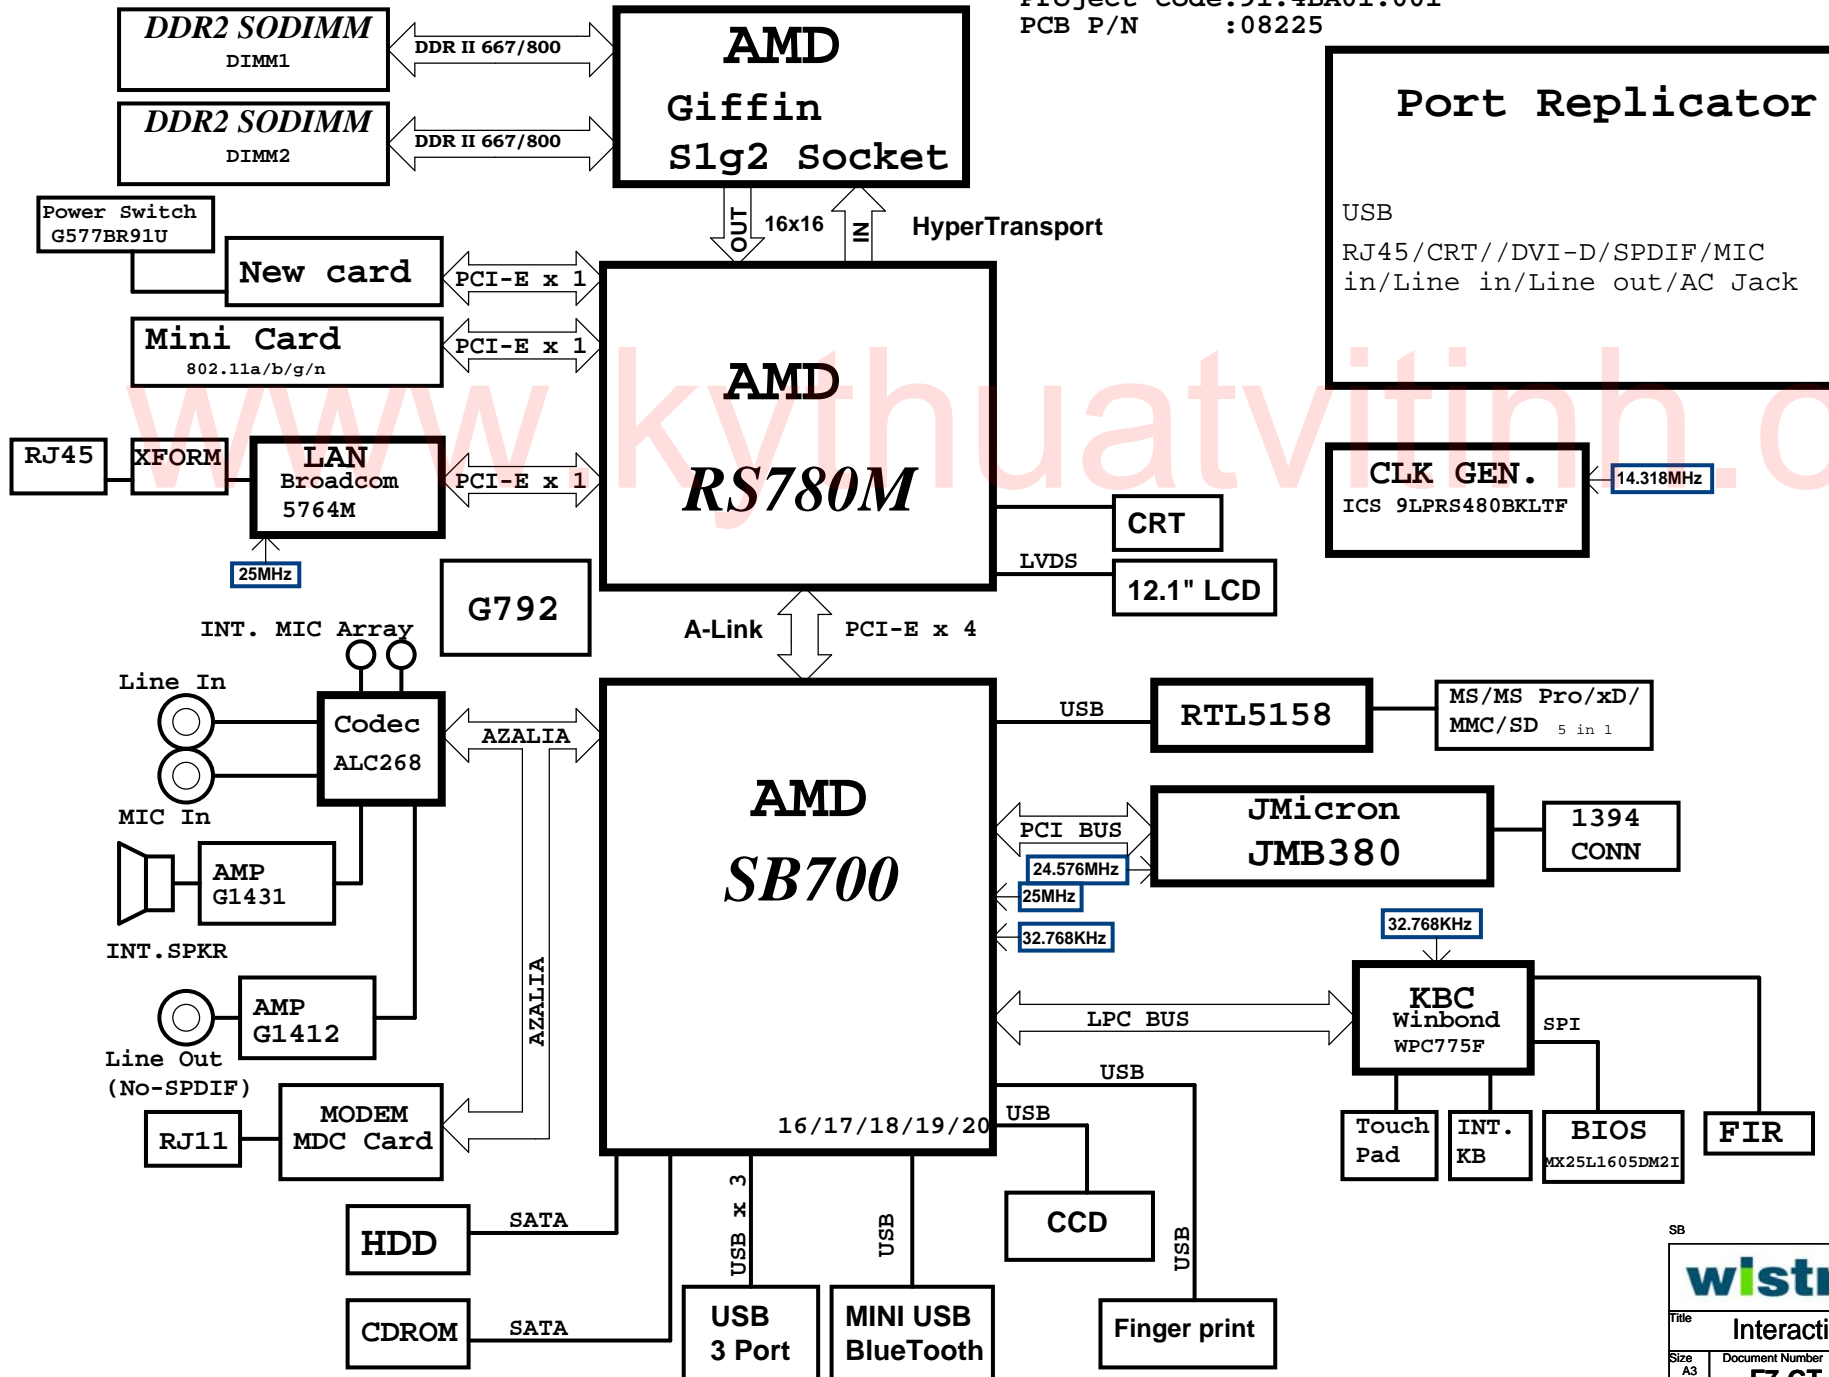 Project code:91.4BA01.001
PCB P/N :08225
DDR2 SODIMM
DIMM1
DDR II 667/800
DDR2 SODIMM
DIMM2
DDR II 667/800
AMD
Giffin
S1g2 Socket
Port Replicator
USB
RJ45/CRT//DVI-D/SPDIF/MIC
in/Line in/Line out/AC Jack
Power Switch
G577BR91U
OUT
16x16
IN
HyperTransport
New card
PCI-E x 1
Mini Card
802.11a/b/g/n
PCI-E x 1
AMD
RS780M
RJ45
XFORM
LAN
Broadcom
5764M
PCI-E x 1
25MHz
CLK GEN.
ICS 9LPRS480BKLTF
14.318MHz
CRT
LVDS
12.1" LCD
G792
A-Link
PCI-E x 4
INT. MIC Array
Line In
Codec
ALC268
MIC In
AZALIA
AMP
G1431
INT.SPKR
AMP
G1412
Line Out
(No-SPDIF)
AZALIA
RJ11
MODEM
MDC Card
AMD
SB700
16/17/18/19/20
USB
RTL5158
MS/MS Pro/xD/
MMC/SD 5 in 1
PCI BUS
JMicron
JMB380
1394
CONN
24.576MHz
25MHz
32.768KHz
32.768KHz
LPC BUS
KBC
Winbond
WPC775F
SPI
Touch
Pad
INT.
KB
BIOS
MX25L1605DM2I
FIR
USB
USB
HDD
SATA
CDROM
SATA
USB x 3
USB
3 Port
USB
MINI USB
BlueTooth
CCD
USB
Finger print
SB
wistr
Title
Interacti
Size
A3
Document Number
www.kythuatvitinh.c